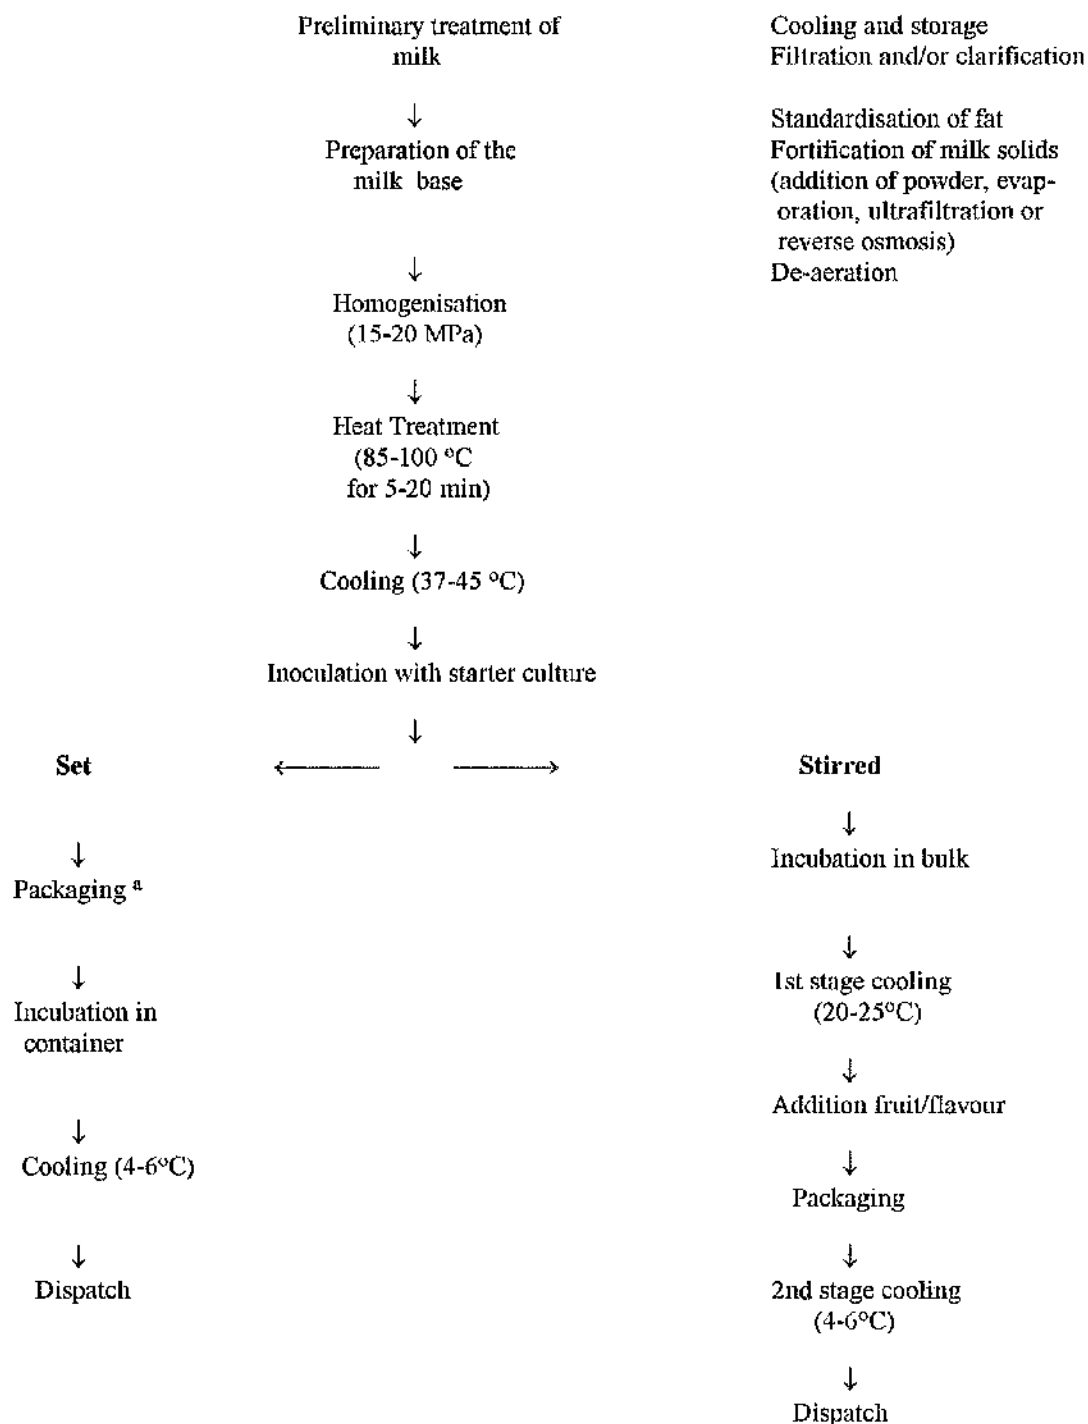 Preliminary treatment of
milk
Cooling and storage
Filtration and/or clarification
↓
Preparation of the
milk base
Standardisation of fat
Fortification of milk solids
(addition of powder, evap-
oration, ultrafiltration or
reverse osmosis)
De-aeration
↓
Homogenisation
(15-20 MPa)
↓
Heat Treatment
(85-100 °C
for 5-20 min)
↓
Cooling (37-45 °C)
↓
Inoculation with starter culture
↓
Set ← → Stirred
↓
Packaging ª
↓
Incubation in
container
↓
Cooling (4-6°C)
↓
Dispatch
↓
Incubation in bulk
↓
1st stage cooling
(20-25°C)
↓
Addition fruit/flavour
↓
Packaging
↓
2nd stage cooling
(4-6°C)
↓
Dispatch